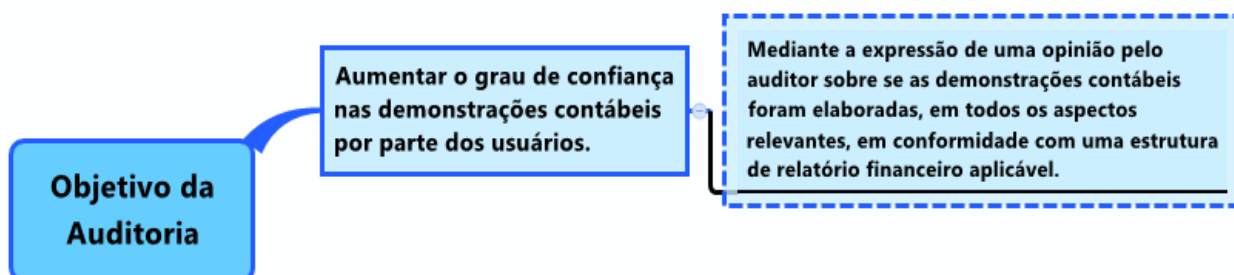 Objetivo da
Auditoria
Aumentar o grau de confiança
nas demonstrações contábeis
por parte dos usuários.
Mediante a expressão de uma opinião pelo
auditor sobre se as demonstrações contábeis
foram elaboradas, em todos os aspectos
relevantes, em conformidade com uma estrutura
de relatório financeiro aplicável.